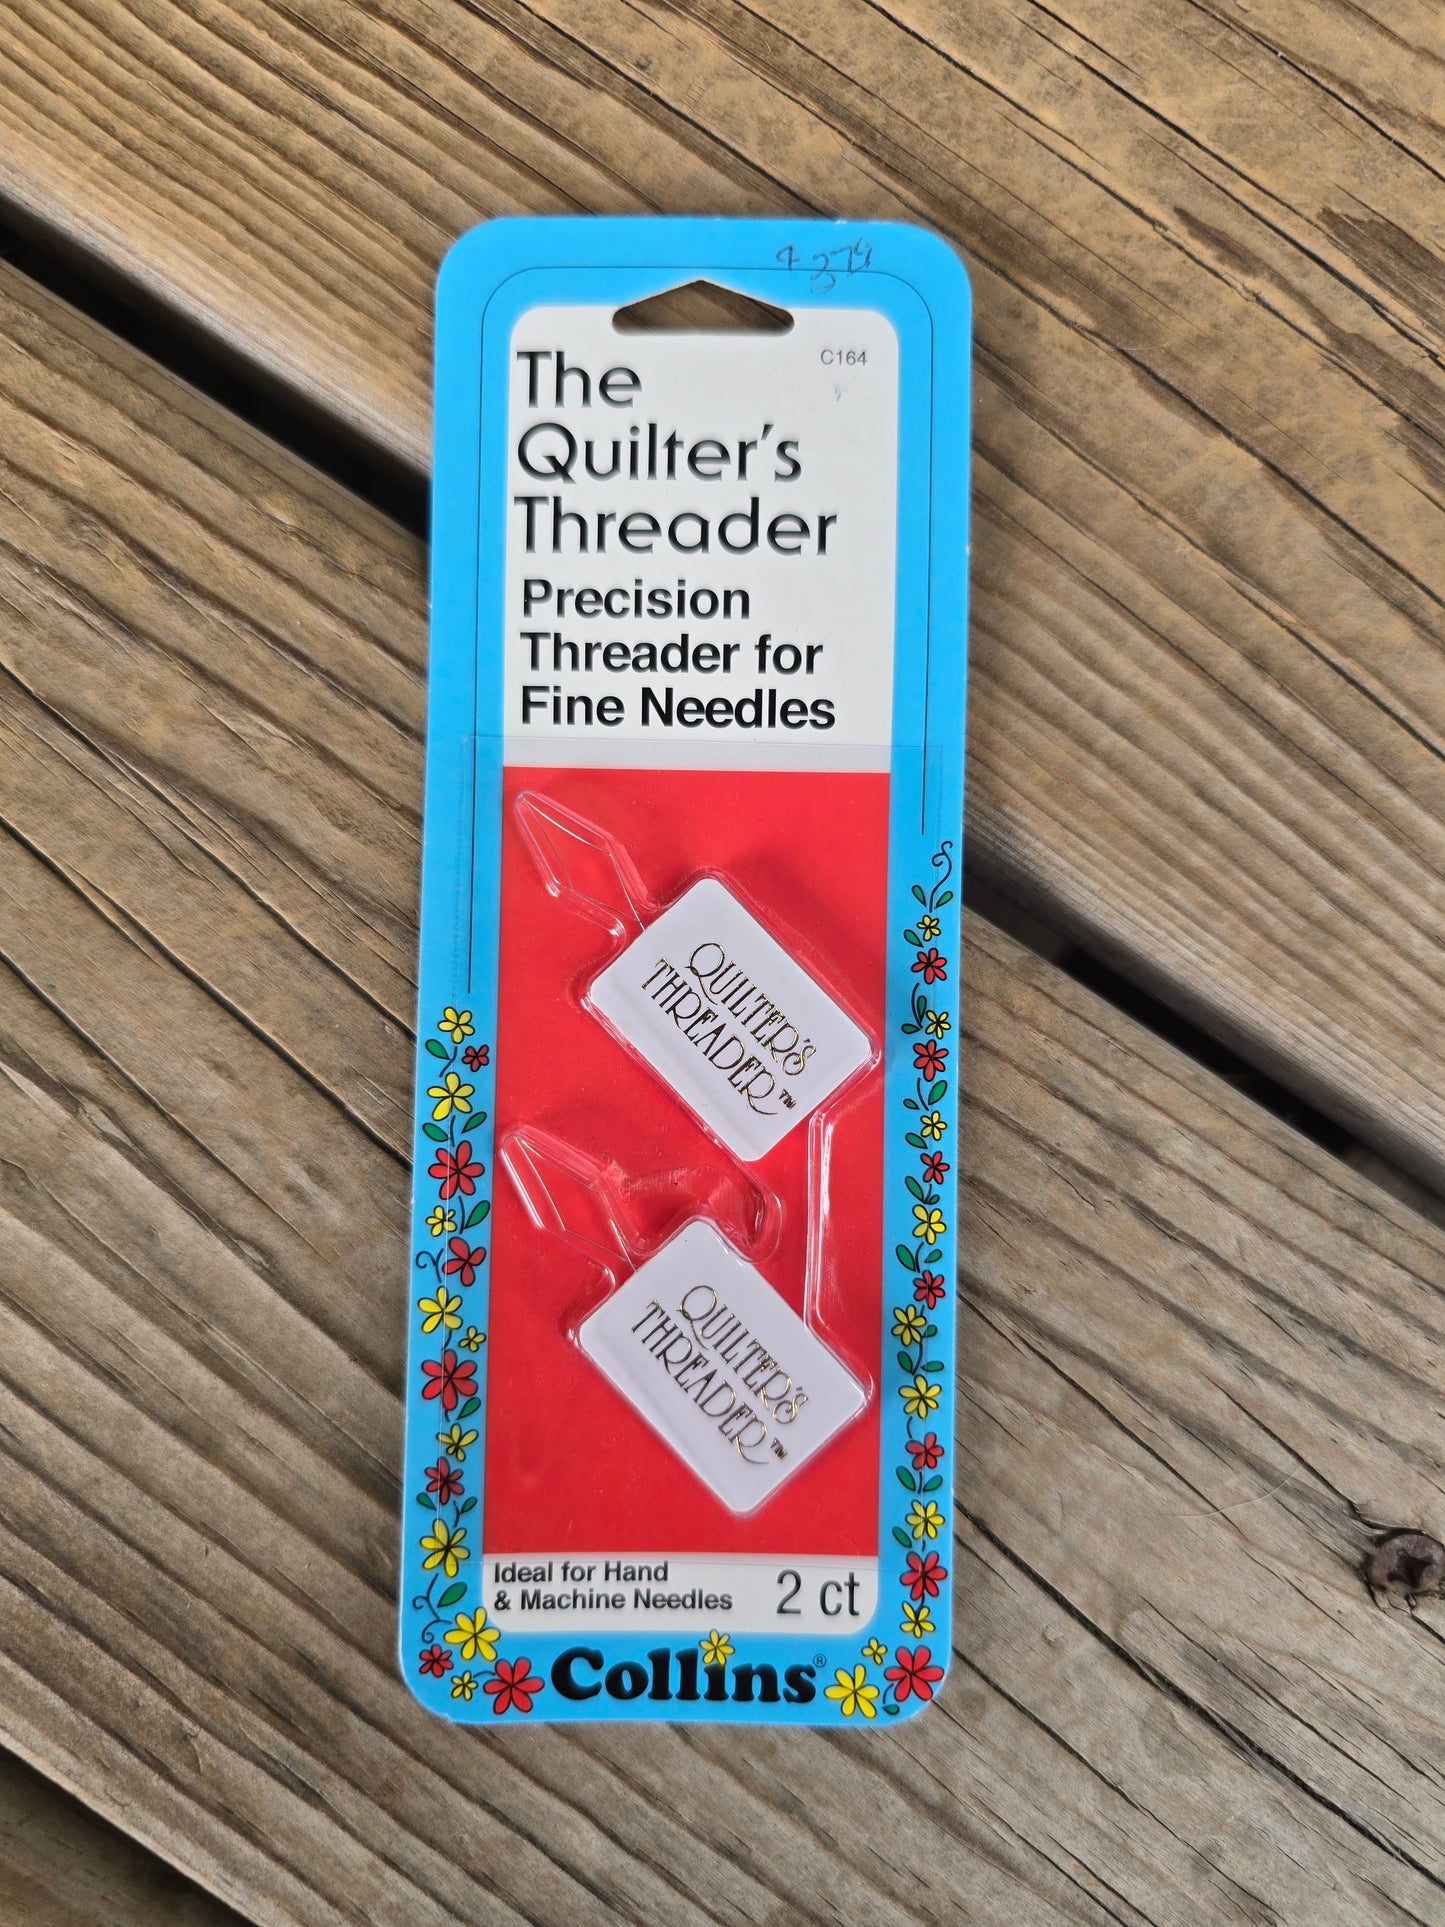 C164
The
Quilter's
Threader
Precision
Threader for
Fine Needles
QUILTER'S
THREADER™
QUILTER'S
THREADER™
Ideal for Hand
& Machine Needles
2 ct
Collins®